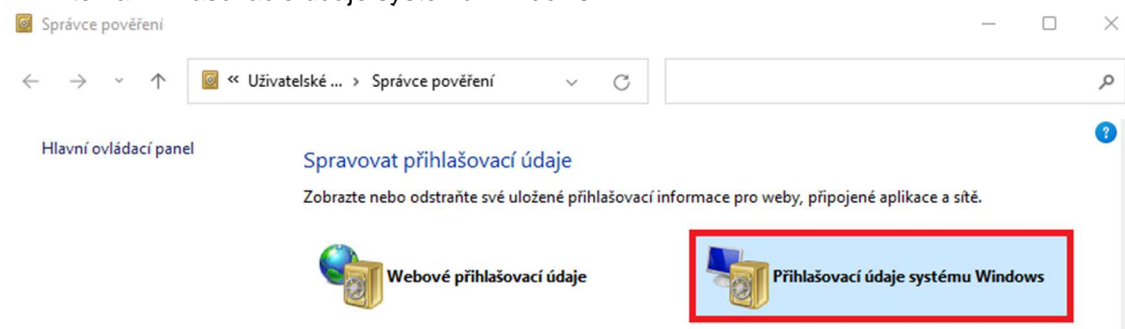 Správce pověření
« Uživatelské ... › Správce pověření
Hlavní ovládací panel
Spravovat přihlašovací údaje
Zobrazte nebo odstraňte své uložené přihlašovací informace pro weby, připojené aplikace a sítě.
Webové přihlašovací údaje
Přihlašovací údaje systému Windows